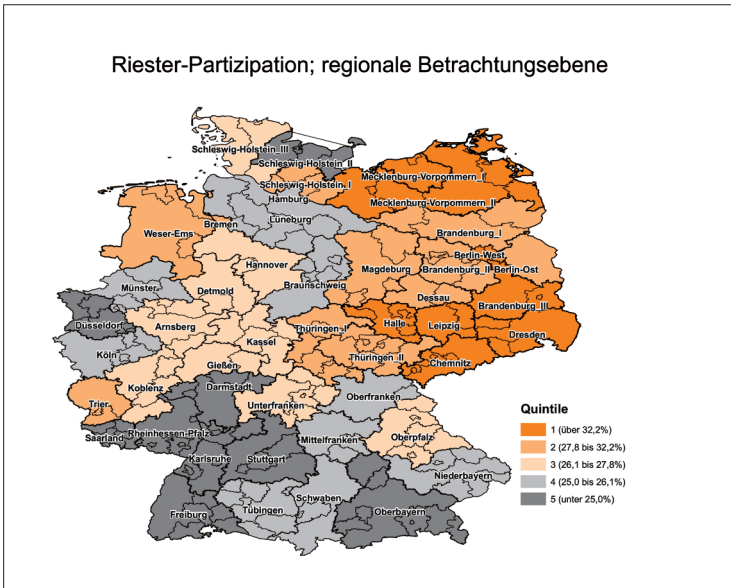 Riester-Partizipation; regionale Betrachtungsebene
Schleswig-Holstein_III
Schleswig-Holstein_II
Schleswig-Holstein_I
Mecklenburg-Vorpommern_I
Hamburg
Mecklenburg-Vorpommern_II
Lüneburg
Bremen
Weser-Ems
Brandenburg_I
Berlin-West
Hannover
Magdeburg
Brandenburg_II
Berlin-Ost
Münster
Braunschweig
Detmold
Dessau
Brandenburg_III
Düsseldorf
Arnsberg
Thüringen_I
Halle
Leipzig
Dresden
Kassel
Köln
Thüringen_II
Chemnitz
Gießen
Koblenz
Darmstadt
Oberfranken
Trier
Unterfranken
Quintile
1 (über 32,2%)
2 (27,8 bis 32,2%)
3 (26,1 bis 27,8%)
4 (25,0 bis 26,1%)
5 (unter 25,0%)
Saarland
Rheinhessen-Pfalz
Mittelfranken
Oberpfalz
Karlsruhe
Stuttgart
Niederbayern
Schwaben
Freiburg
Tübingen
Oberbayern